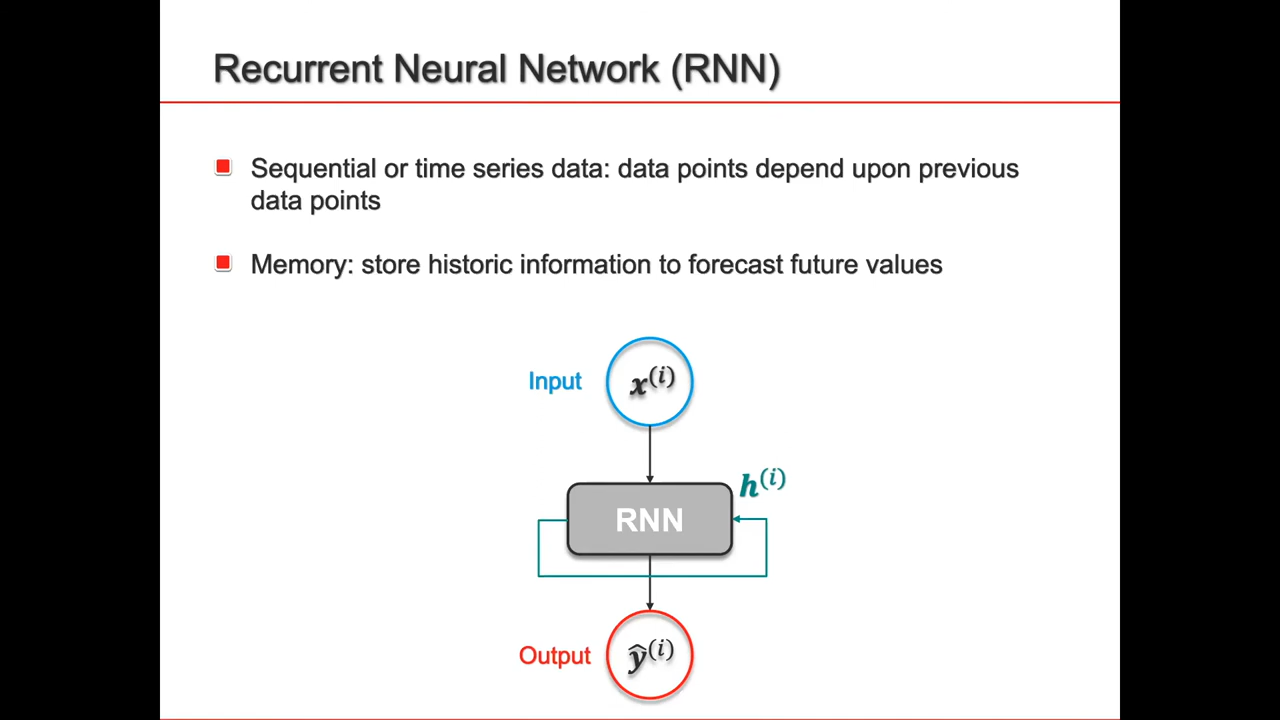 Recurrent Neural Network (RNN)
Sequential or time series data: data points depend upon previous
data points
Memory: store historic information to forecast future values
Input
x^(i)
h^(i)
RNN
Output
ŷ^(i)